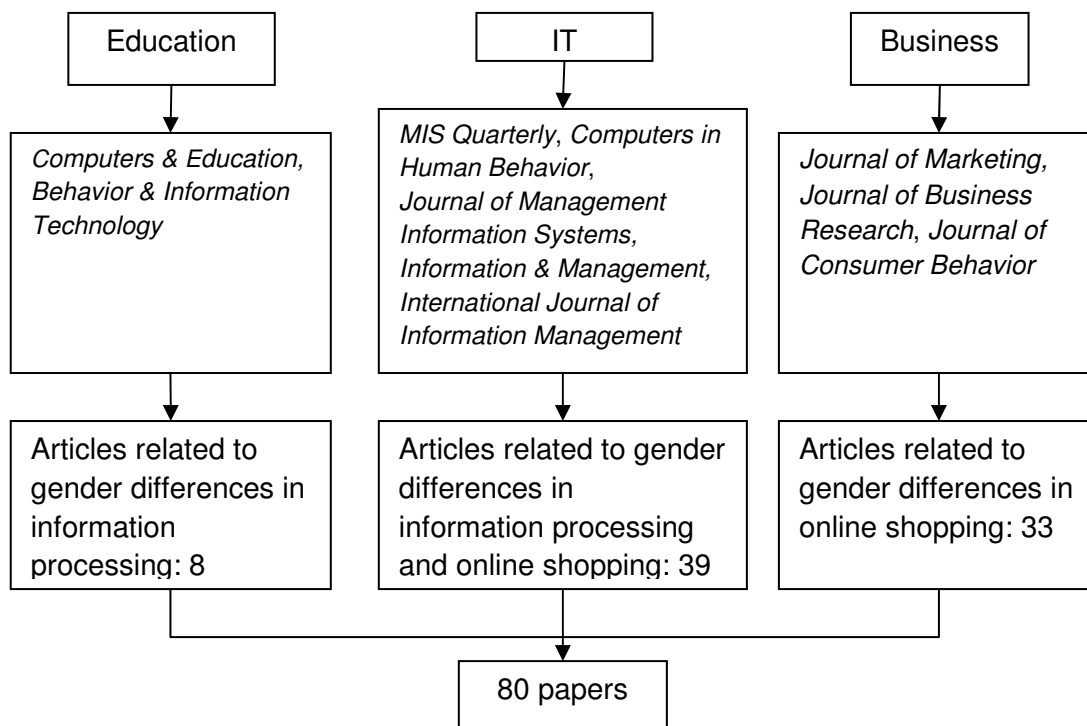 Education
IT
Business
Computers & Education,
Behavior & Information
Technology
MIS Quarterly, Computers in
Human Behavior,
Journal of Management
Information Systems,
Information & Management,
International Journal of
Information Management
Journal of Marketing,
Journal of Business
Research, Journal of
Consumer Behavior
Articles related to
gender differences in
information
processing: 8
Articles related to gender
differences in
information processing
and online shopping: 39
Articles related to
gender differences in
online shopping: 33
80 papers